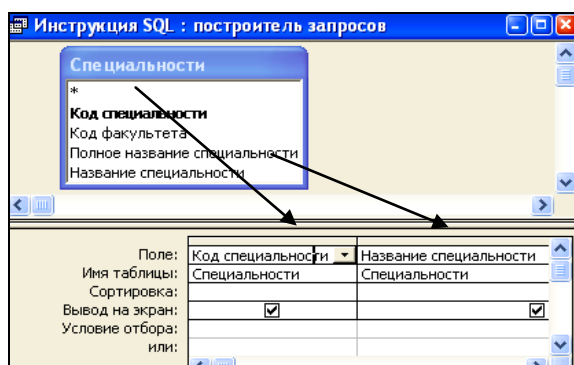 Инструкция SQL : построитель запросов
Специальности
*
Код специальности
Код факультета
Полное название специальности
Название специальности
Поле: Код специальности Название специальности
Имя таблицы: Специальности Специальности
Сортировка:
Вывод на экран:
Условие отбора:
или: